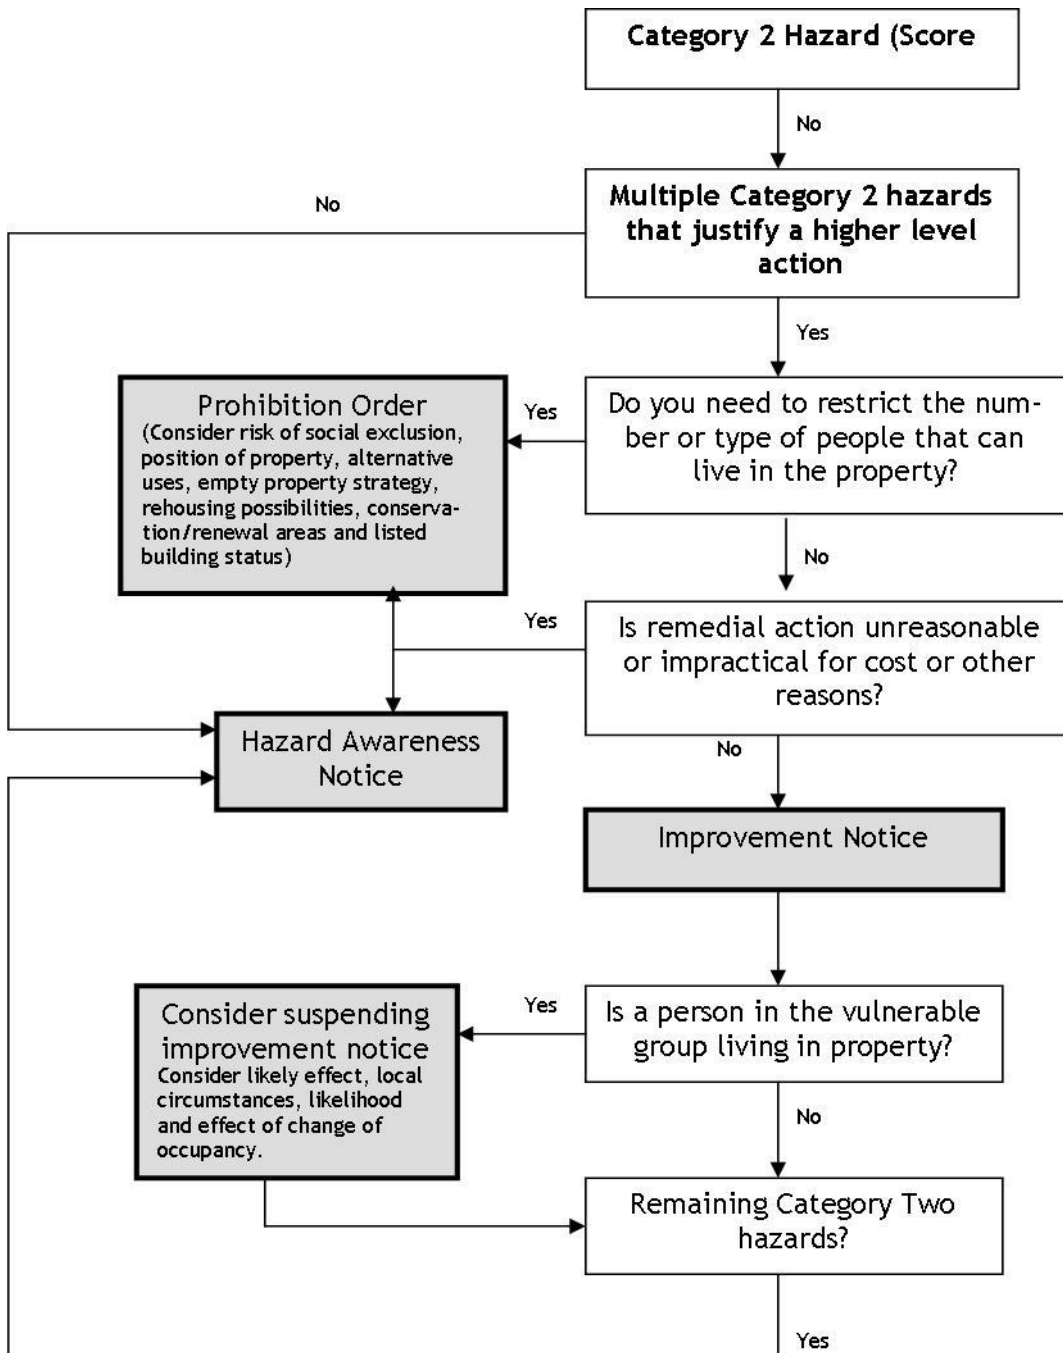 Category 2 Hazard (Score
No
Multiple Category 2 hazards
that justify a higher level
action
No
Yes
Do you need to restrict the num-
ber or type of people that can
live in the property?
Yes
Prohibition Order
(Consider risk of social exclusion,
position of property, alternative
uses, empty property strategy,
rehousing possibilities, conserva-
tion/renewal areas and listed
building status)
No
Is remedial action unreasonable
or impractical for cost or other
reasons?
Yes
Hazard Awareness
Notice
No
Improvement Notice
Is a person in the vulnerable
group living in property?
Yes
Consider suspending
improvement notice
Consider likely effect, local
circumstances, likelihood
and effect of change of
occupancy.
No
Remaining Category Two
hazards?
Yes